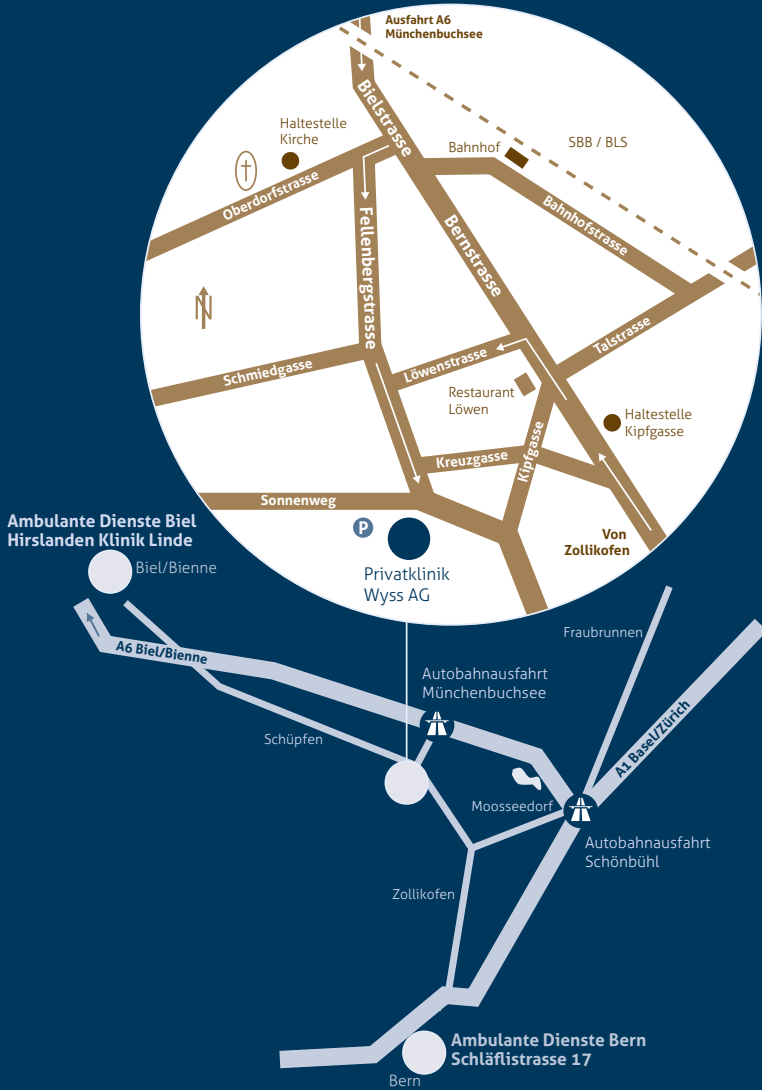 Ausfahrt A6
Münchenbuchsee
Bielstrasse
Haltestelle
Kirche
Bahnhof
SBB / BLS
Oberdorfstrasse
Fellenbergstrasse
Bernstrasse
Bahnhofstrasse
N
Talstrasse
Löwenstrasse
Schmiedgasse
Restaurant
Löwen
Haltestelle
Kipfgasse
Kipfgasse
Kreuzgasse
Sonnenweg
P
Von
Zollikofen
Privatklinik
Wyss AG
Ambulante Dienste Biel
Hirslanden Klinik Linde
Biel/Bienne
A6 Biel/Bienne
Fraubrunnen
Autobahnausfahrt
Münchenbuchsee
A1 Basel/Zürich
Schüpfen
Moosseedorf
Autobahnausfahrt
Schönbühl
Zollikofen
Ambulante Dienste Bern
Schläflistrasse 17
Bern